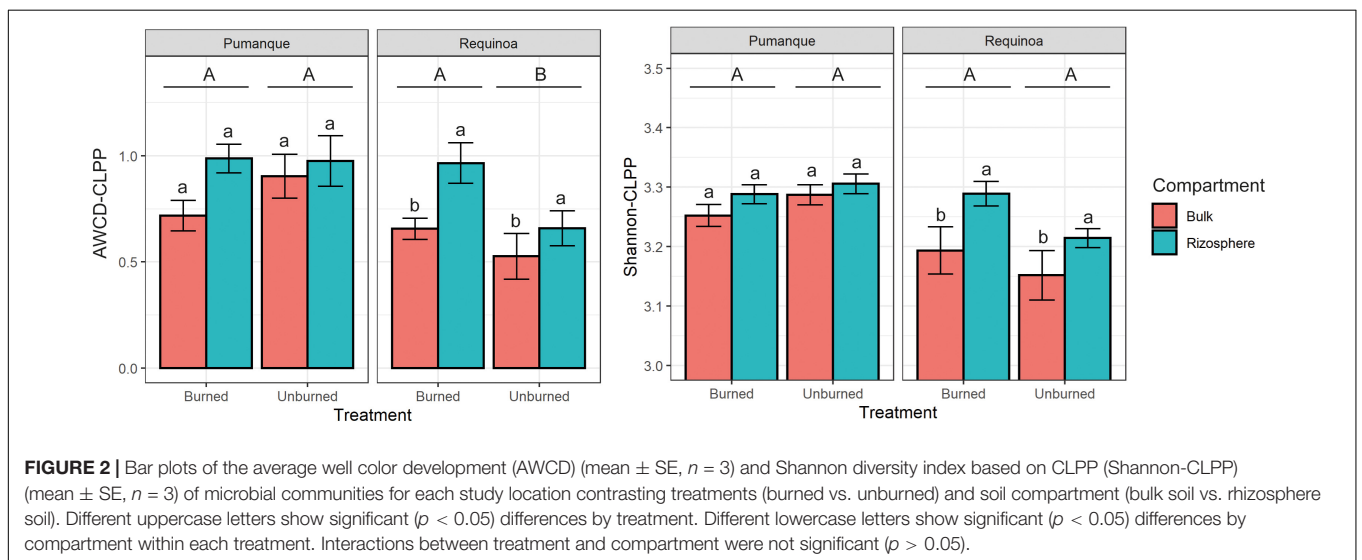 Pumanque Requinoa
A A A B
a a a a b a b a
AWCD-CLPP
1.0
0.5
0.0
Burned Unburned Burned Unburned
Treatment
Pumanque Requinoa
A A A A
a a a a b a b a
Shannon-CLPP
3.5
3.4
3.3
3.2
3.1
3.0
Burned Unburned Burned Unburned
Treatment
Compartment
Bulk
Rizosphere
FIGURE 2 | Bar plots of the average well color development (AWCD) (mean ± SE, n = 3) and Shannon diversity index based on CLPP (Shannon-CLPP)
(mean ± SE, n = 3) of microbial communities for each study location contrasting treatments (burned vs. unburned) and soil compartment (bulk soil vs. rhizosphere
soil). Different uppercase letters show significant (p < 0.05) differences by treatment. Different lowercase letters show significant (p < 0.05) differences by
compartment within each treatment. Interactions between treatment and compartment were not significant (p > 0.05).